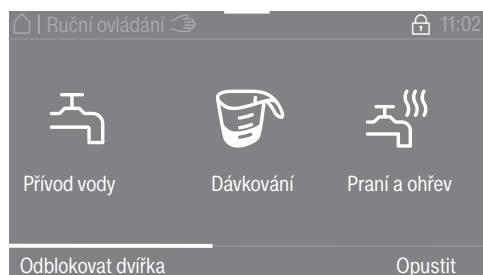 | Ruční ovládání 11:02
Přívod vody Dávkování Praní a ohřev
Odblokovat dvířka Opustit